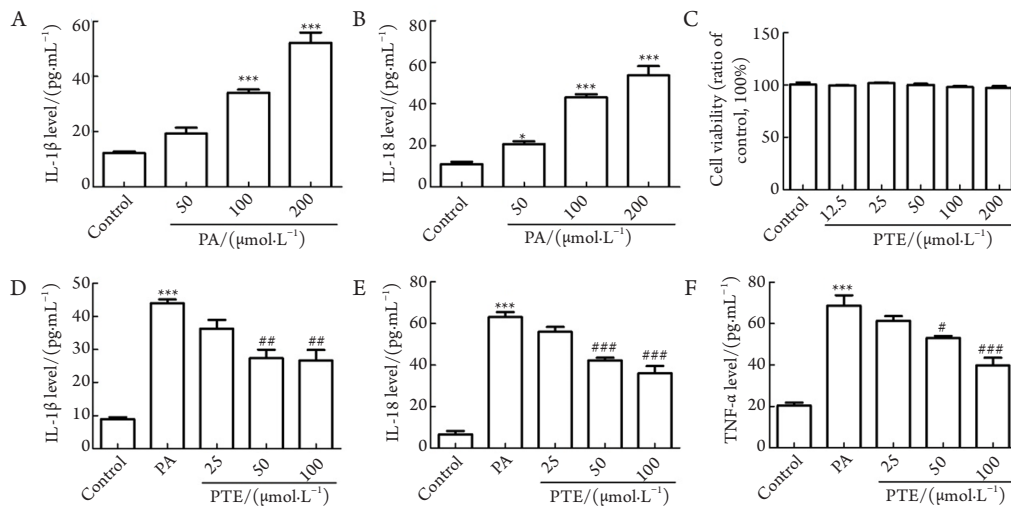 A
IL-1β level/(pg·mL⁻¹)
60
40
20
0
***
***
Control
50
100
200
PA/(μmol·L⁻¹)
B
IL-18 level/(pg·mL⁻¹)
80
60
40
20
0
*
***
***
Control
50
100
200
PA/(μmol·L⁻¹)
C
Cell viability (ratio of
control, 100%)
150
100
50
0
Control
12.5
25
50
100
200
PTE/(μmol·L⁻¹)
D
IL-1β level/(pg·mL⁻¹)
50
40
30
20
10
0
***
##
##
Control
PA
25
50
100
PTE/(μmol·L⁻¹)
E
IL-18 level/(pg·mL⁻¹)
80
60
40
20
0
***
###
###
Control
PA
25
50
100
PTE/(μmol·L⁻¹)
F
TNF-α level/(pg·mL⁻¹)
80
60
40
20
0
***
#
###
Control
PA
25
50
100
PTE/(μmol·L⁻¹)